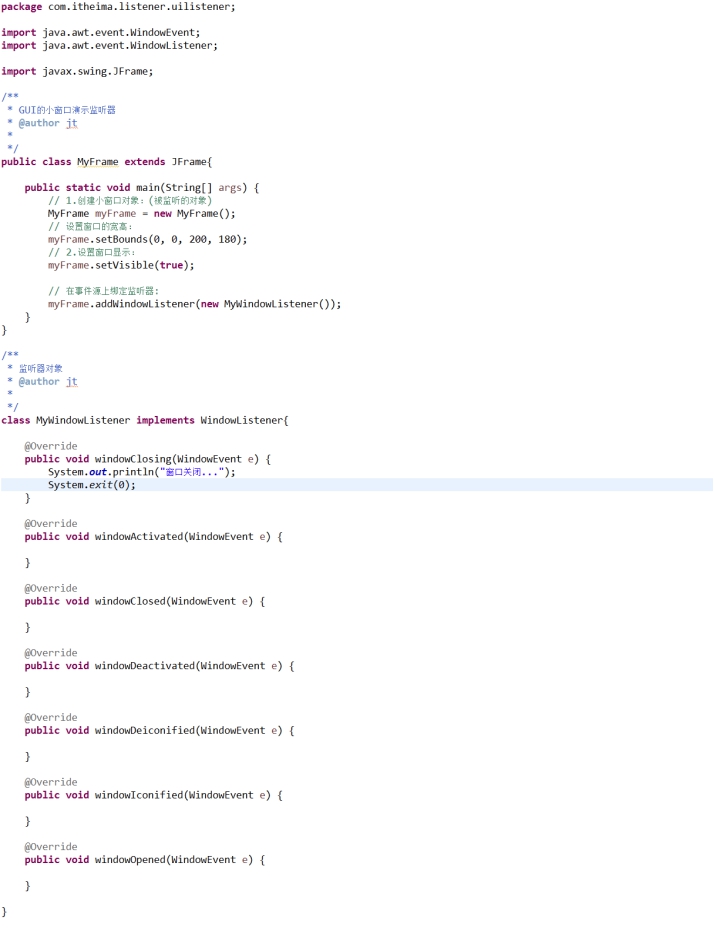 package com.itheima.listener.uilistener;
import java.awt.event.WindowEvent;
import java.awt.event.WindowListener;
import javax.swing.JFrame;
/**
 * GUI的小窗口演示监听器
 * @author jt
 *
 */
public class MyFrame extends JFrame{
    public static void main(String[] args) {
        // 1.创建小窗口对象：(被监听的对象)
        MyFrame myFrame = new MyFrame();
        // 设置窗口的宽高：
        myFrame.setBounds(0, 0, 200, 180);
        // 2.设置窗口显示：
        myFrame.setVisible(true);
        // 在事件源上绑定监听器：
        myFrame.addWindowListener(new MyWindowListener());
    }
}
/**
 * 监听器对象
 * @author jt
 *
 */
class MyWindowListener implements WindowListener{
    @Override
    public void windowClosing(WindowEvent e) {
        System.out.println("窗口关闭...");
        System.exit(0);
    }
    @Override
    public void windowActivated(WindowEvent e) {
    }
    @Override
    public void windowClosed(WindowEvent e) {
    }
    @Override
    public void windowDeactivated(WindowEvent e) {
    }
    @Override
    public void windowDeiconified(WindowEvent e) {
    }
    @Override
    public void windowIconified(WindowEvent e) {
    }
    @Override
    public void windowOpened(WindowEvent e) {
    }
}